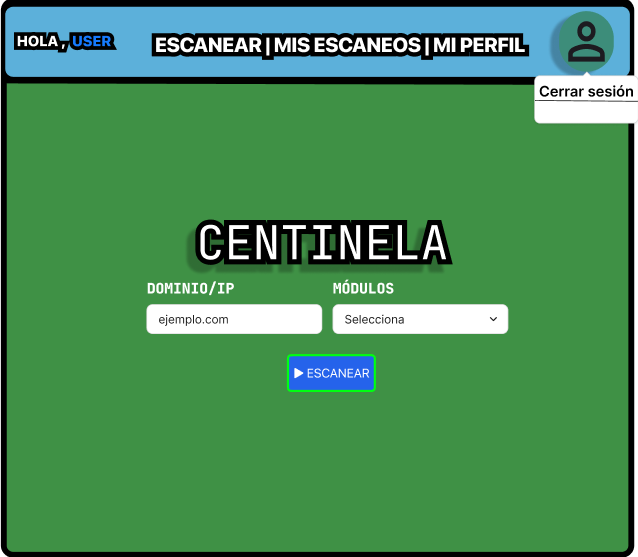 HOLA, USER
ESCANEAR | MIS ESCANEOS | MI PERFIL
Cerrar sesión
CENTINELA
DOMINIO/IP
MÓDULOS
ejemplo.com
Selecciona
ESCANEAR